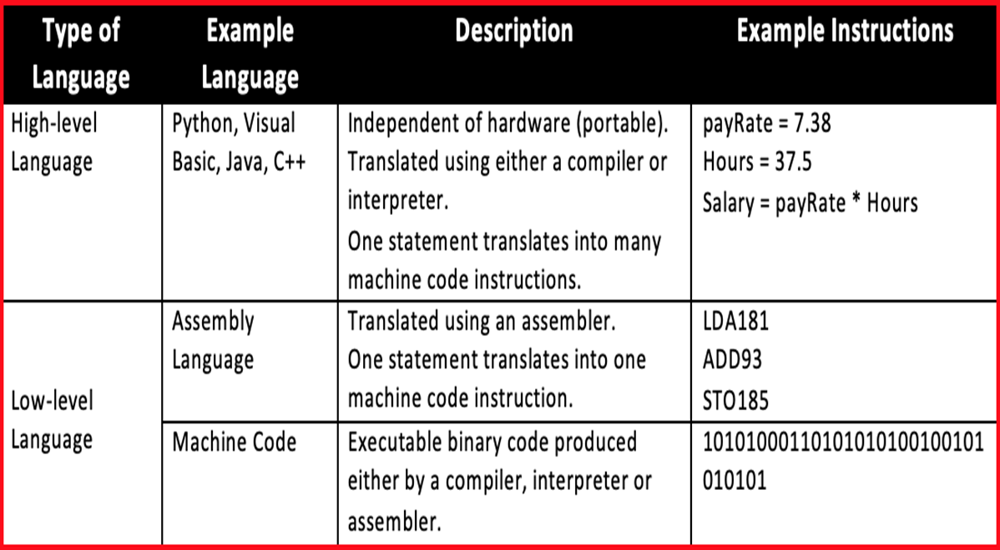 Type of Language
Example Language
Description
Example Instructions
High-level
Language
Python, Visual
Basic, Java, C++
Independent of hardware (portable).
Translated using either a compiler or
interpreter.
One statement translates into many
machine code instructions.
payRate = 7.38
Hours = 37.5
Salary = payRate * Hours
Low-level
Language
Assembly
Language
Translated using an assembler.
One statement translates into one
machine code instruction.
LDA181
ADD93
STO185
Machine Code
Executable binary code produced
either by a compiler, interpreter or
assembler.
10101000110101010100100101
010101